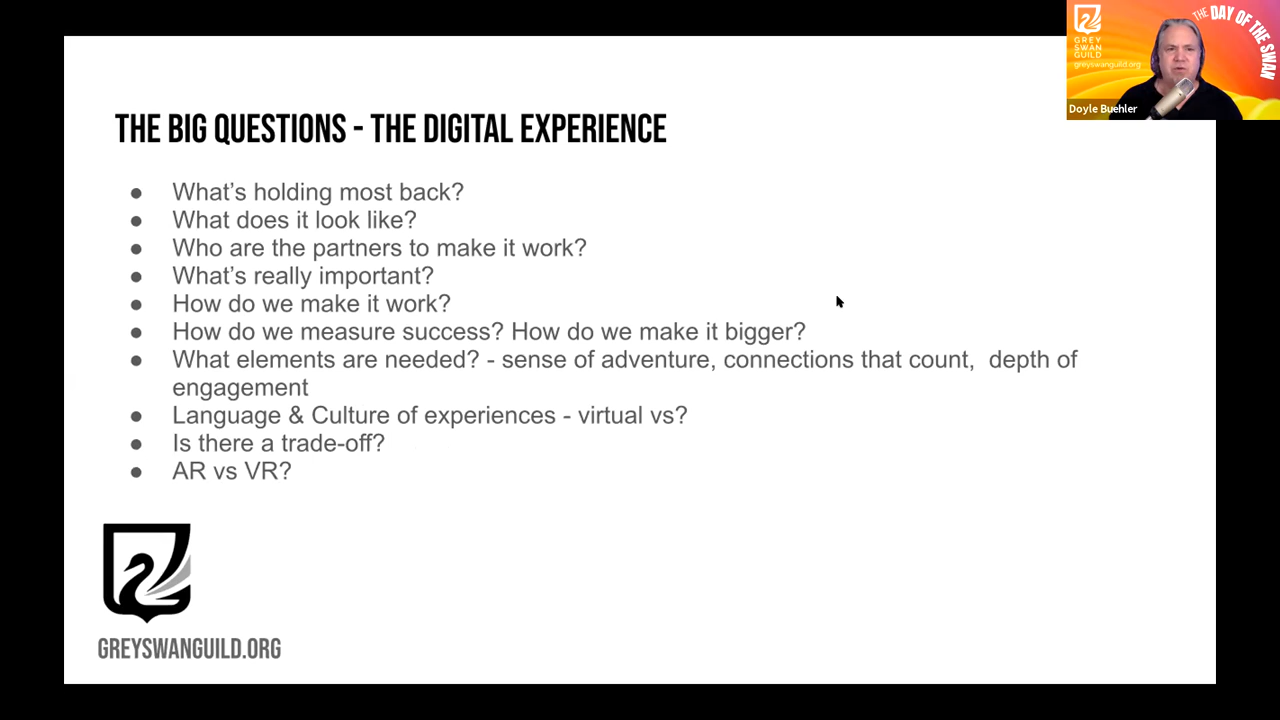 THE BIG QUESTIONS - THE DIGITAL EXPERIENCE
● What’s holding most back?
● What does it look like?
● Who are the partners to make it work?
● What’s really important?
● How do we make it work?
● How do we measure success? How do we make it bigger?
● What elements are needed? - sense of adventure, connections that count,  depth of
engagement
● Language & Culture of experiences - virtual vs?
● Is there a trade-off?
● AR vs VR?
GREYSWANGUILD.ORG
GREY
SWAN
GUILD
greyswanguild.org
THE DAY OF THE SWAN
Doyle Buehler